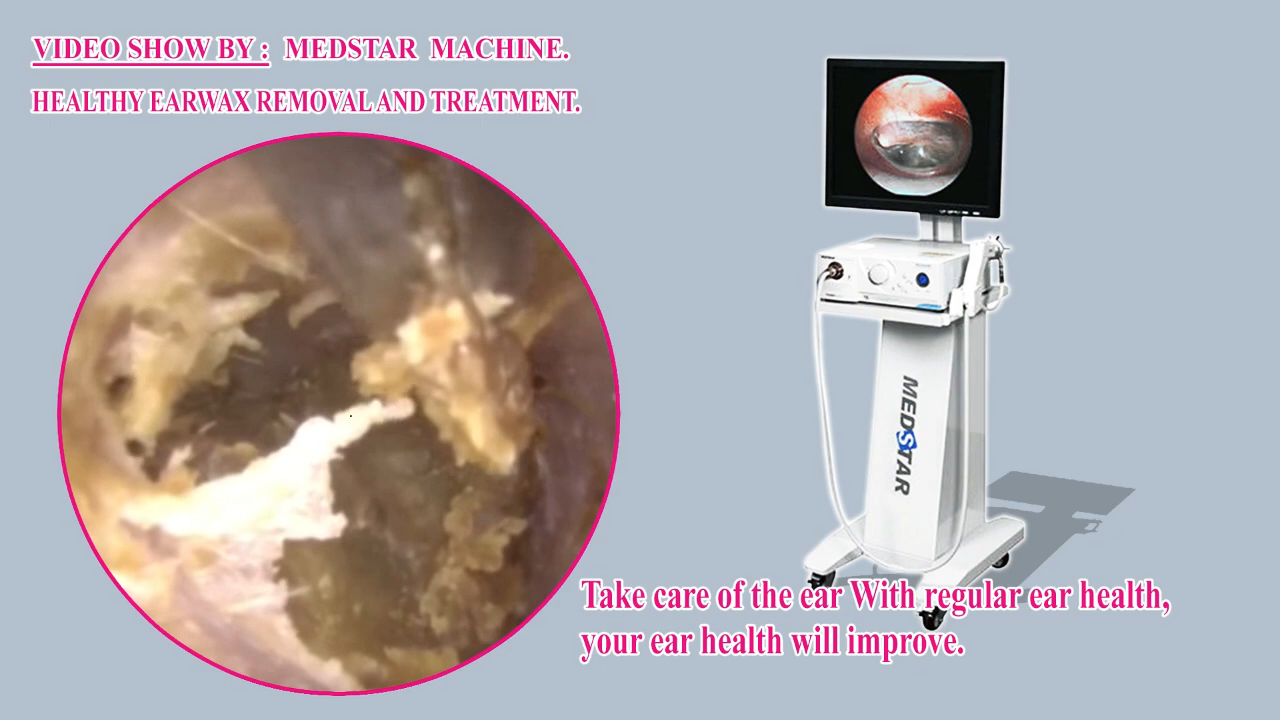 VIDEO SHOW BY : MEDSTAR MACHINE.
HEALTHY EARWAX REMOVAL AND TREATMENT.
MEDSTAR
Take care of the ear With regular ear health,
your ear health will improve.